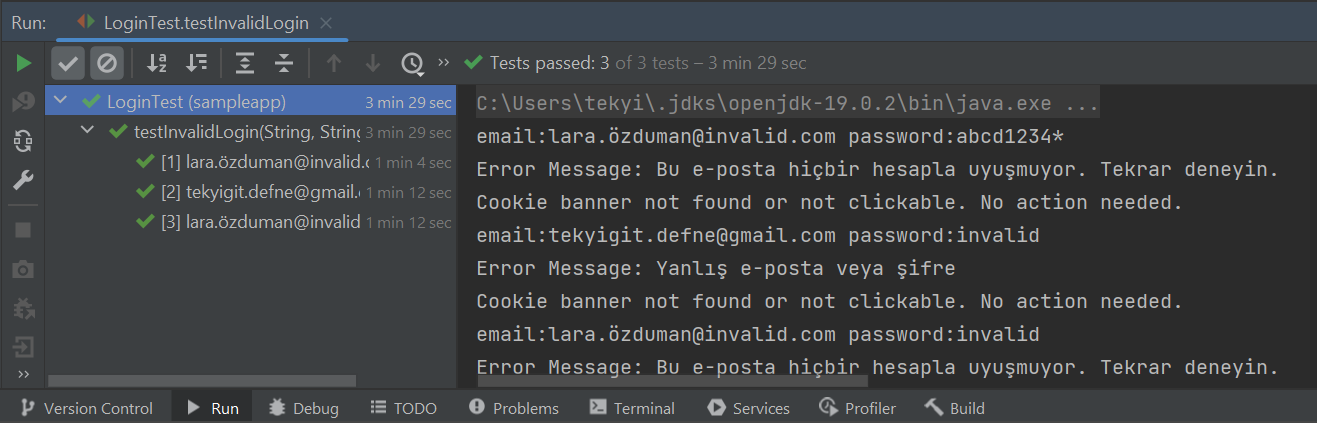 Run: LoginTest.testInvalidLogin
Tests passed: 3 of 3 tests – 3 min 29 sec
LoginTest (sampleapp) 3 min 29 sec
testInvalidLogin(String, String 3 min 29 sec
[1] lara.özduman@invalid.c 1 min 4 sec
[2] tekyigit.defne@gmail. 1 min 12 sec
[3] lara.özduman@invalid 1 min 12 sec
C:\Users\tekyi\.jdks\openjdk-19.0.2\bin\java.exe ...
email:lara.özduman@invalid.com password:abcd1234*
Error Message: Bu e-posta hiçbir hesapla uyuşmuyor. Tekrar deneyin.
Cookie banner not found or not clickable. No action needed.
email:tekyigit.defne@gmail.com password:invalid
Error Message: Yanlış e-posta veya şifre
Cookie banner not found or not clickable. No action needed.
email:lara.özduman@invalid.com password:invalid
Error Message: Bu e-posta hiçbir hesapla uyuşmuyor. Tekrar deneyin.
Version Control Run Debug TODO Problems Terminal Services Profiler Build